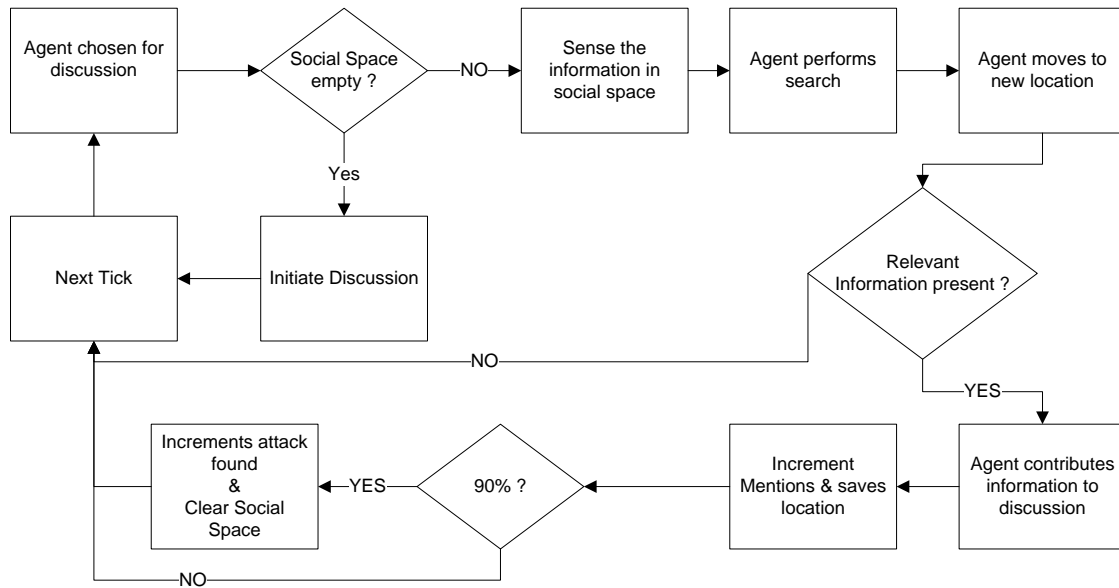 Agent chosen for
discussion
Social Space
empty ?
NO
Sense the
information in
social space
Agent performs
search
Agent moves to
new location
Yes
Next Tick
Initiate Discussion
Relevant
Information present ?
NO
YES
Increments attack
found
&
Clear Social
Space
YES
90% ?
Increment
Mentions & saves
location
Agent contributes
information to
discussion
NO